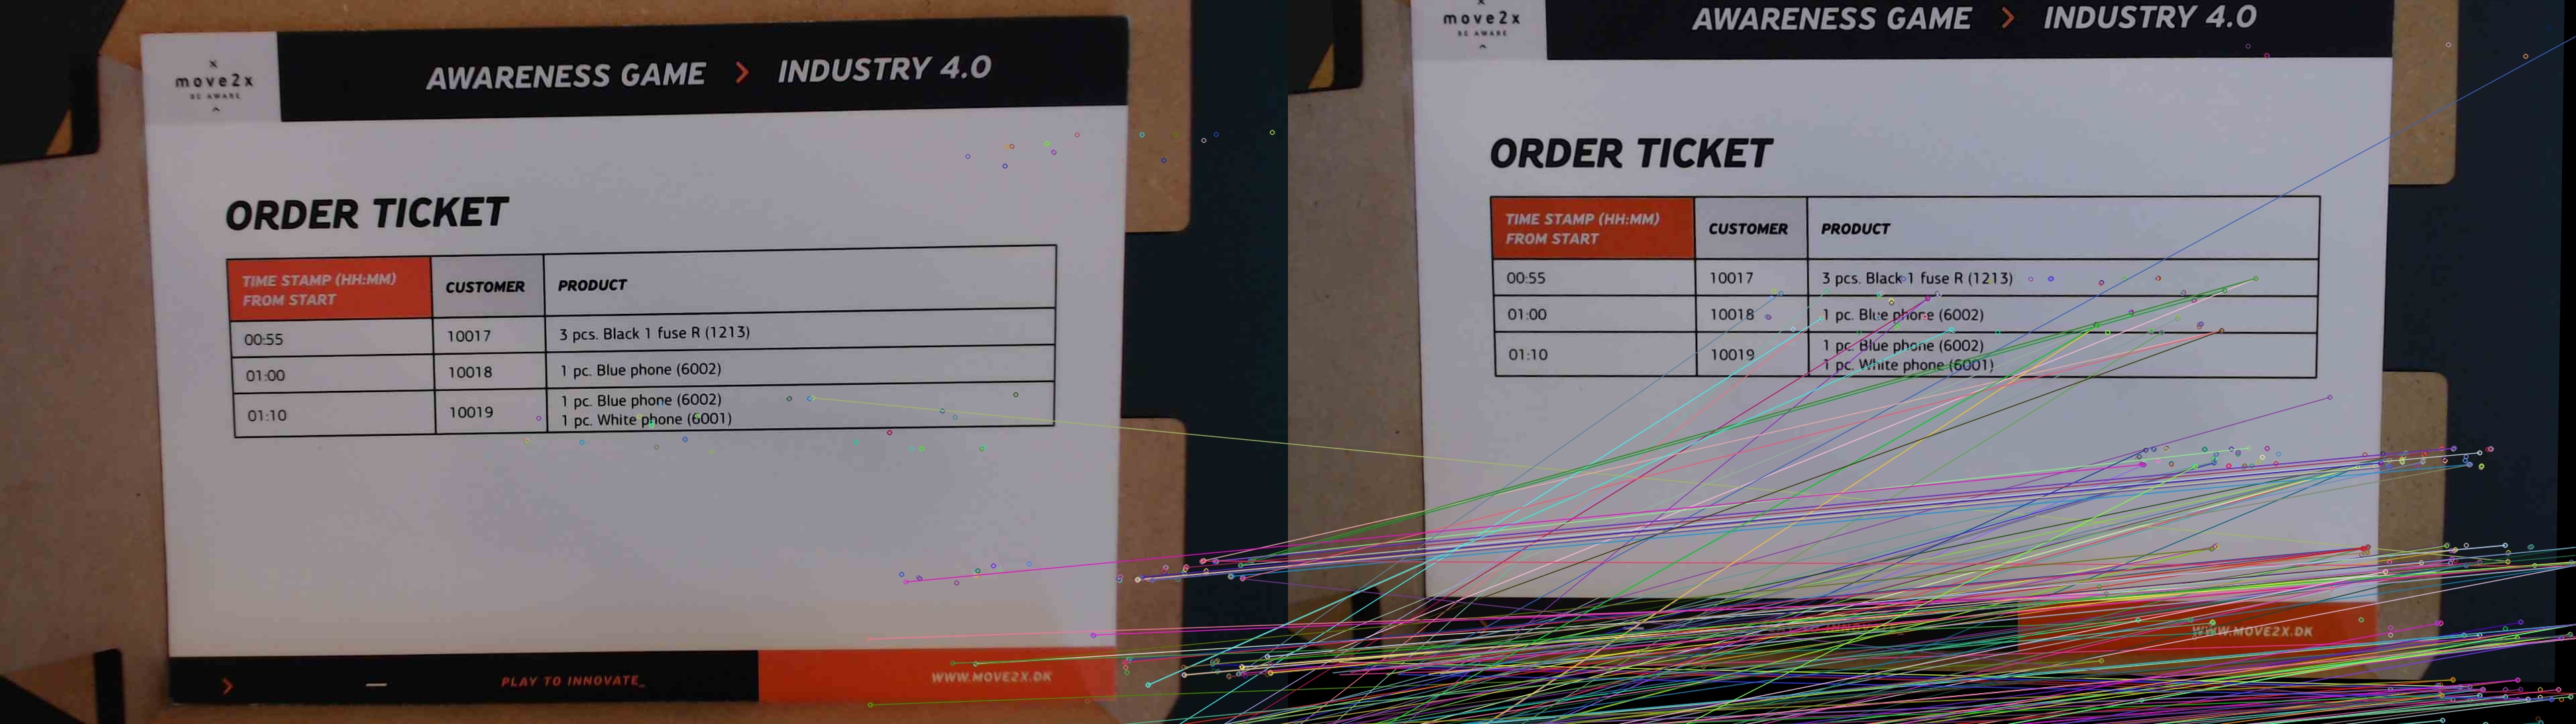 move2x
BE AWARE
AWARENESS GAME > INDUSTRY 4.0
ORDER TICKET
TIME STAMP (HH:MM) FROM START CUSTOMER PRODUCT
00:55 10017 3 pcs. Black 1 fuse R (1213)
01:00 10018 1 pc. Blue phone (6002)
01:10 10019 1 pc. Blue phone (6002)
1 pc. White phone (6001)
PLAY TO INNOVATE_
WWW.MOVE2X.DK
move2x
BE AWARE
AWARENESS GAME > INDUSTRY 4.0
ORDER TICKET
TIME STAMP (HH:MM) FROM START CUSTOMER PRODUCT
00:55 10017 3 pcs. Black 1 fuse R (1213)
01:00 10018 1 pc. Blue phone (6002)
01:10 10019 1 pc. Blue phone (6002)
1 pc. White phone (6001)
WWW.MOVE2X.DK